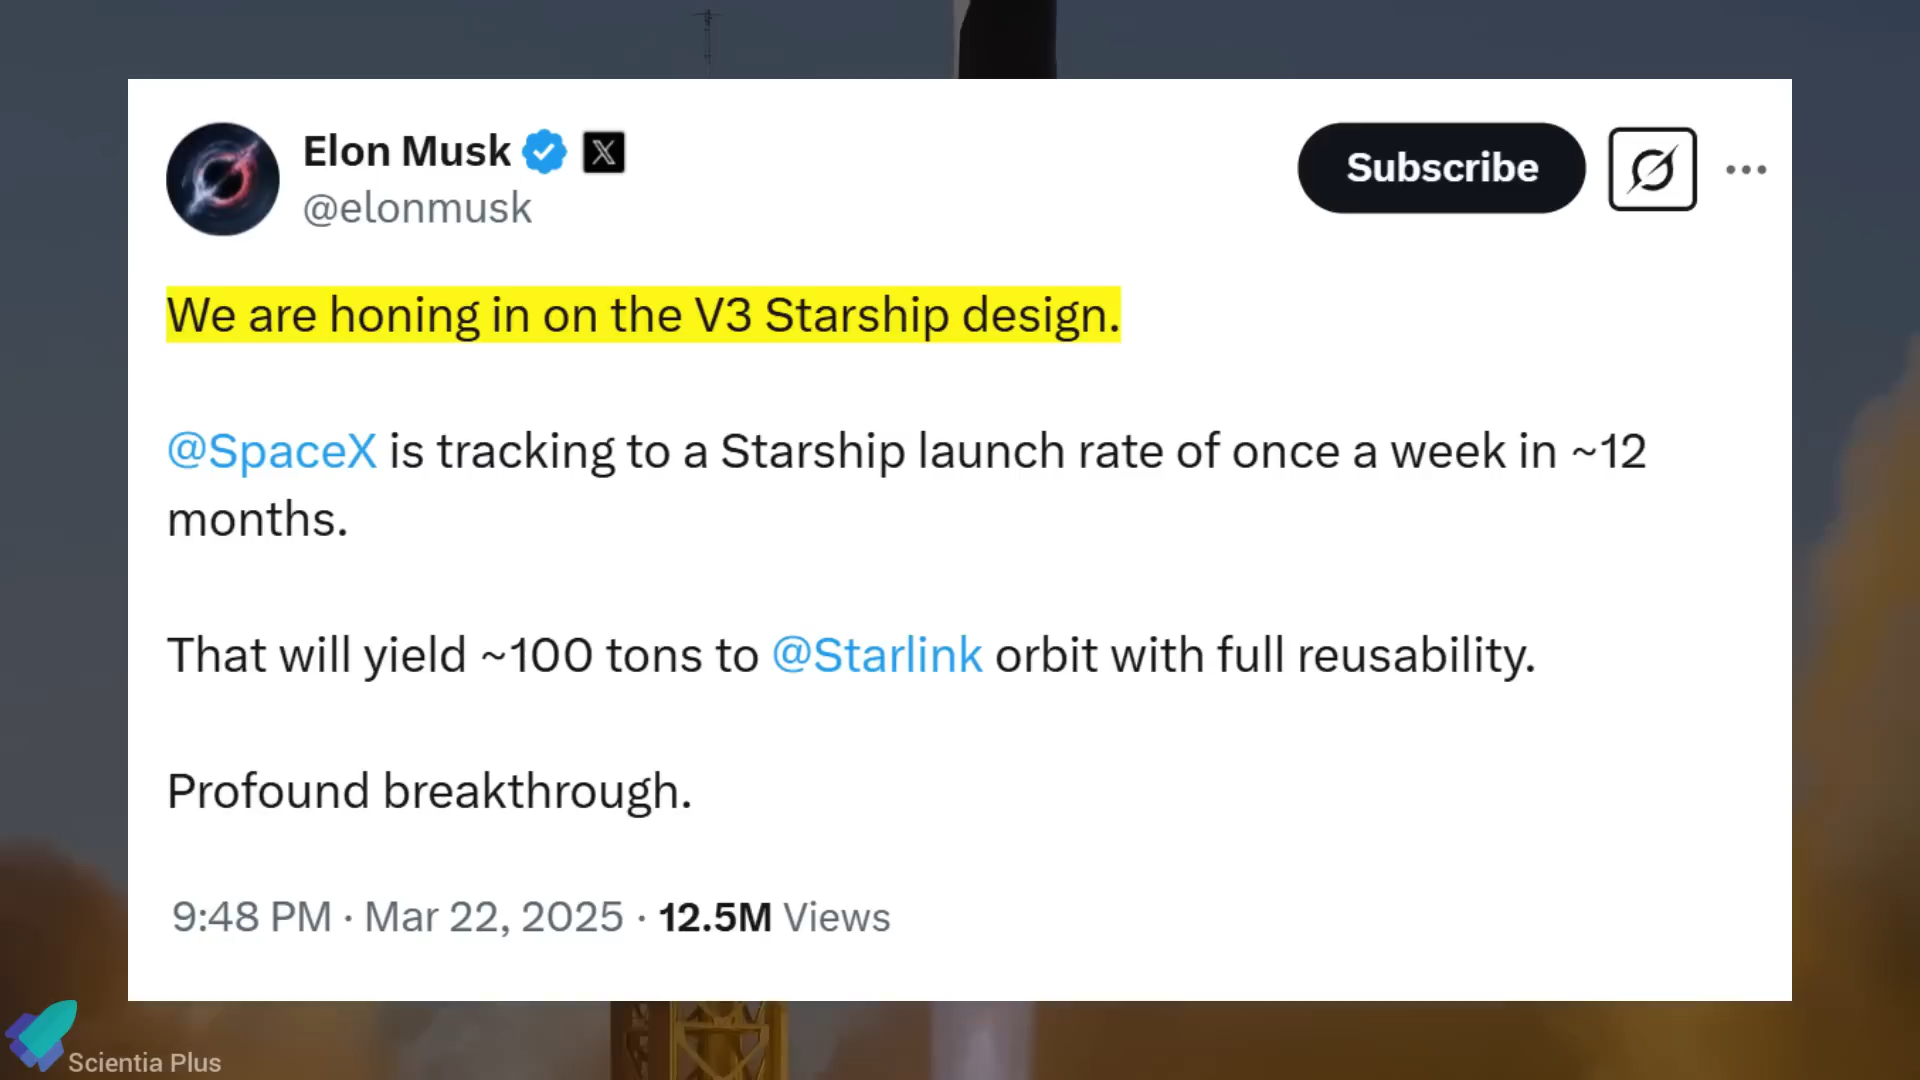 Elon Musk
@elonmusk
Subscribe
We are honing in on the V3 Starship design.
@SpaceX is tracking to a Starship launch rate of once a week in ~12
months.
That will yield ~100 tons to @Starlink orbit with full reusability.
Profound breakthrough.
9:48 PM · Mar 22, 2025 · 12.5M Views
Scientia Plus